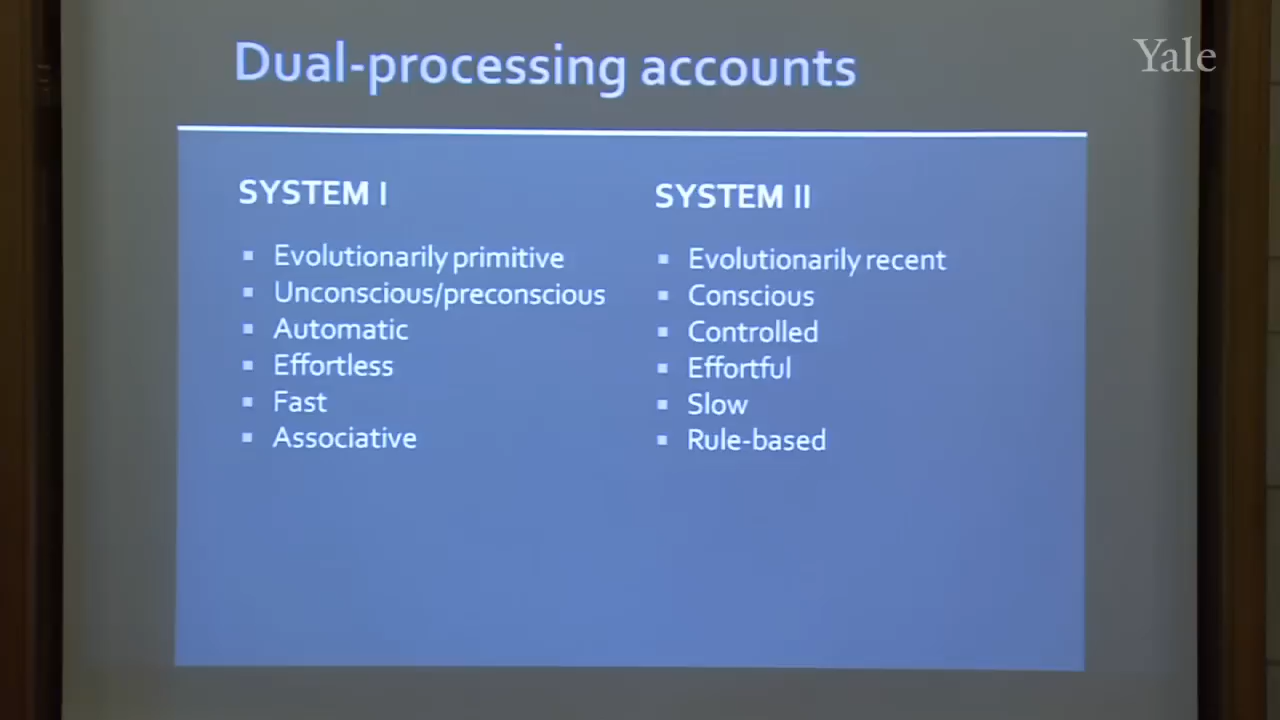 Dual-processing accounts
Yale
SYSTEM I
Evolutionarily primitive
Unconscious/preconscious
Automatic
Effortless
Fast
Associative
SYSTEM II
Evolutionarily recent
Conscious
Controlled
Effortful
Slow
Rule-based